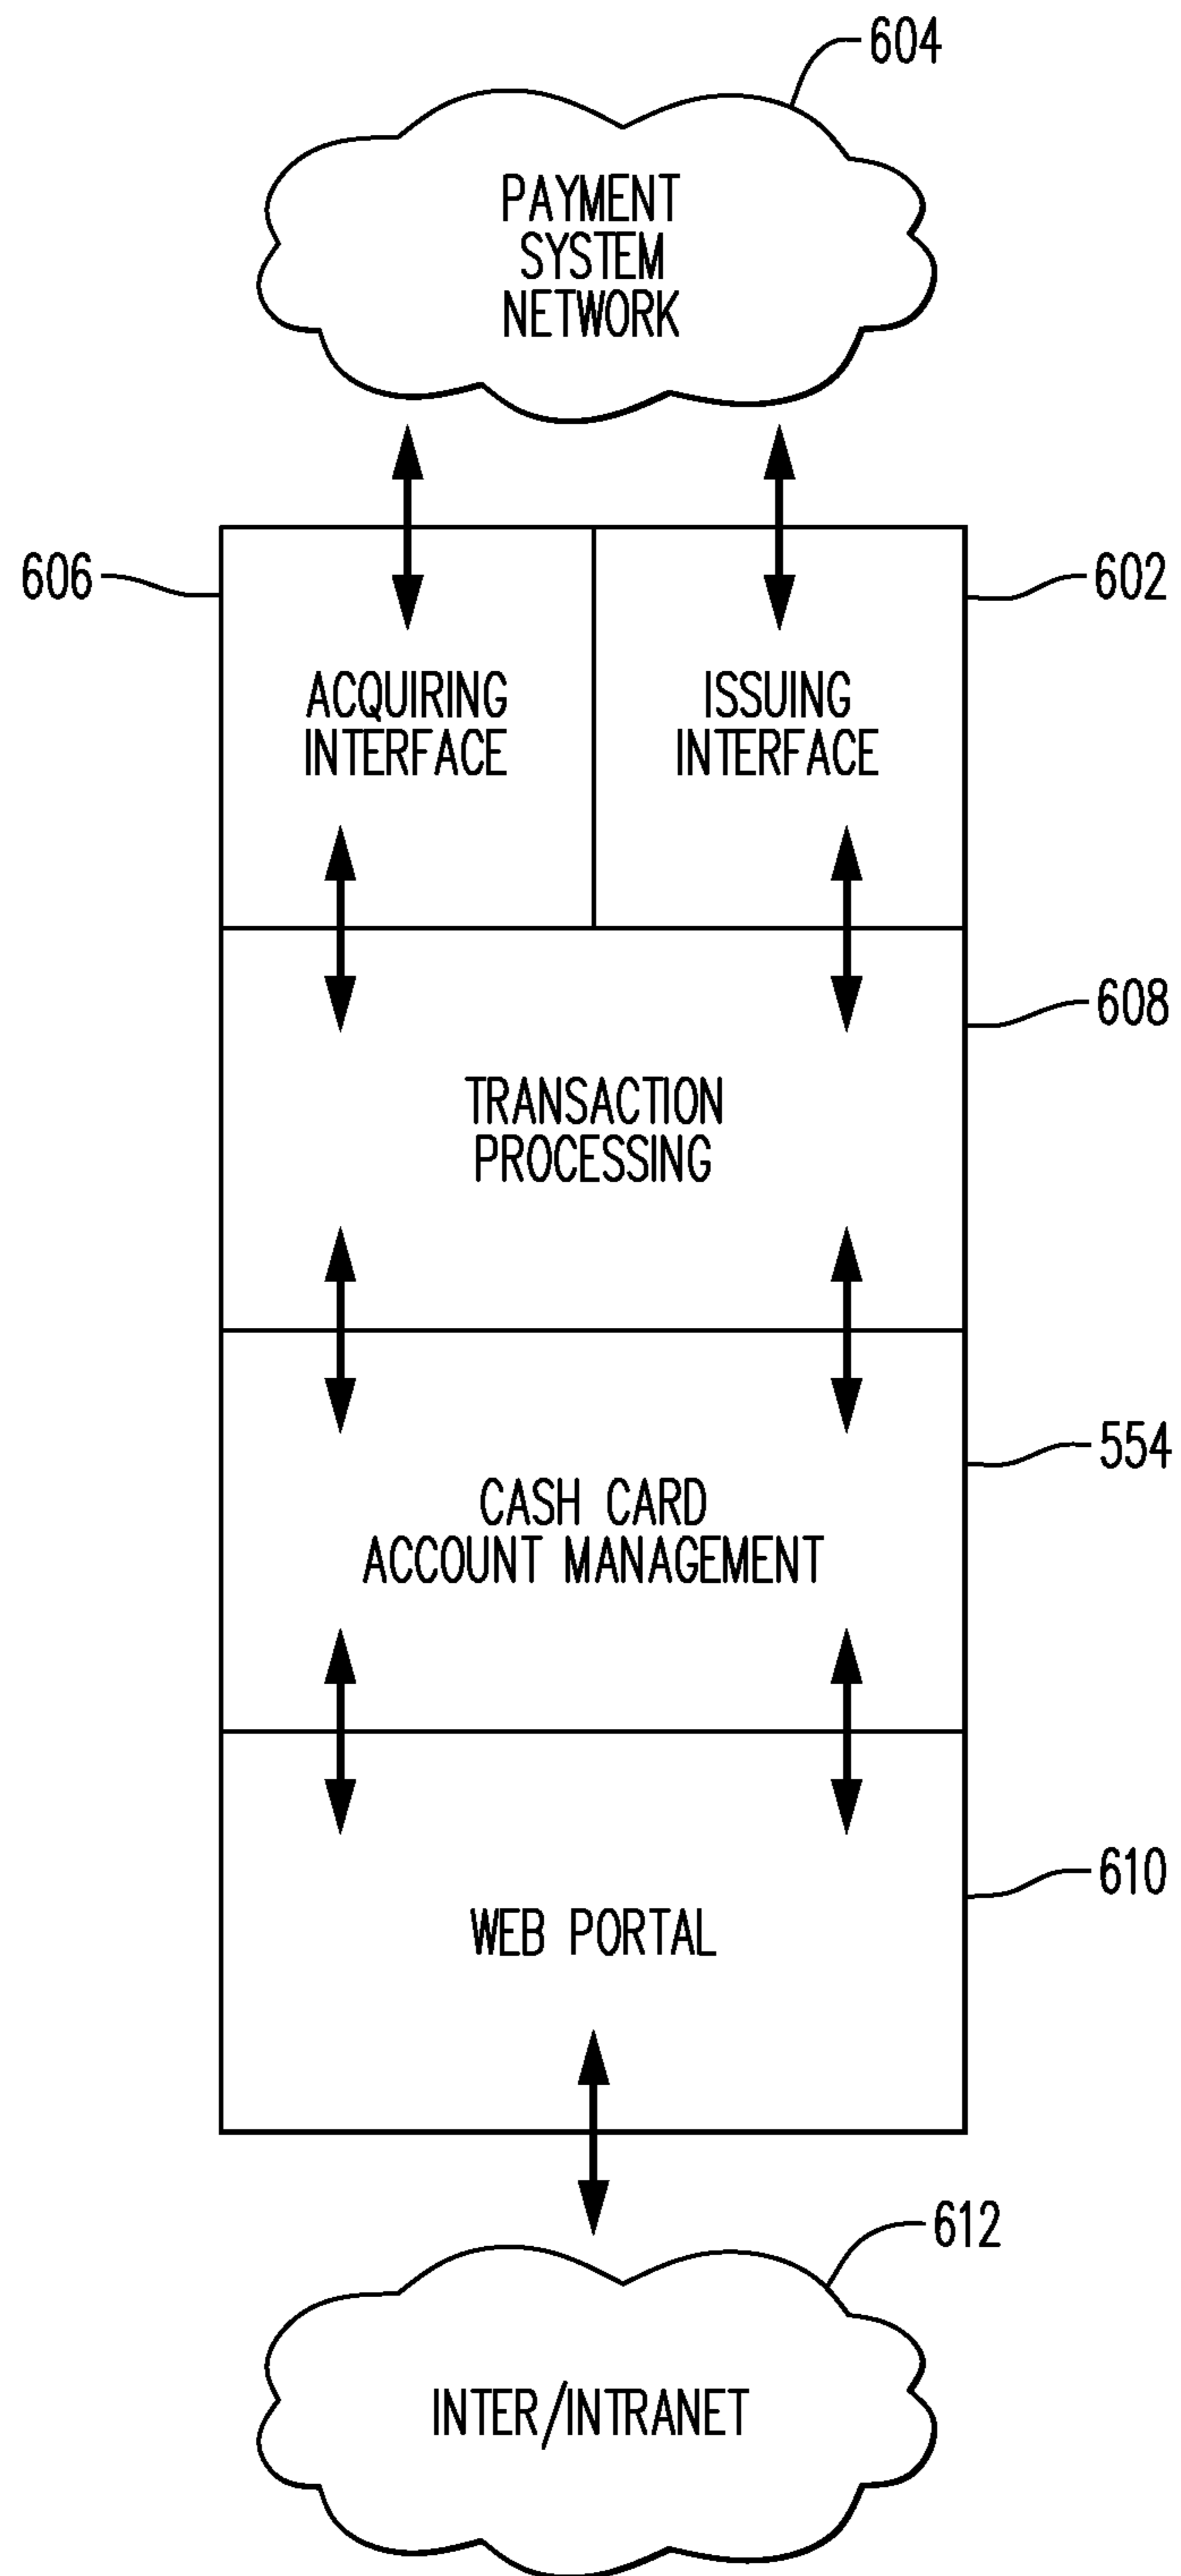 604
PAYMENT
SYSTEM
NETWORK
606
602
ACQUIRING
INTERFACE
ISSUING
INTERFACE
608
TRANSACTION
PROCESSING
554
CASH CARD
ACCOUNT MANAGEMENT
610
WEB PORTAL
612
INTER/INTRANET